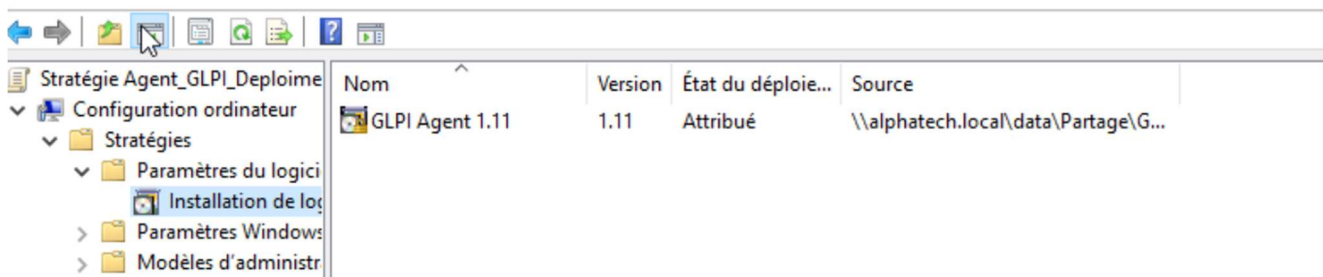 Stratégie Agent_GLPI_Deploime
Configuration ordinateur
Stratégies
Paramètres du logici
Installation de log
Paramètres Windows
Modèles d'administr
Nom Version État du déploie... Source
GLPI Agent 1.11 1.11 Attribué \\alphatech.local\data\Partage\G...